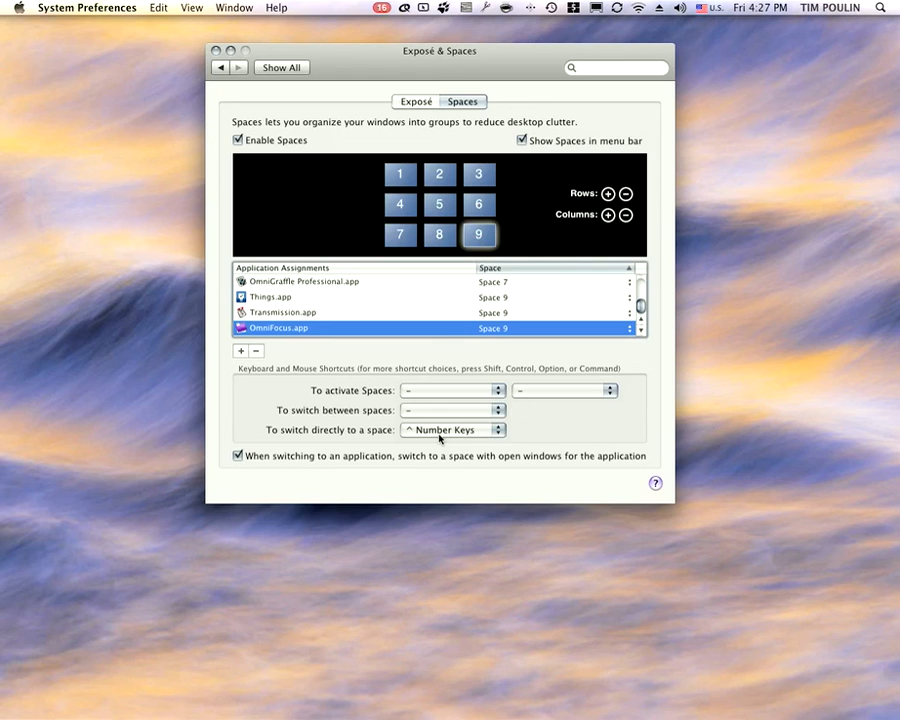 System Preferences Edit View Window Help 16 U.S. Fri 4:27 PM TIM POULIN
Exposé & Spaces
Show All
Exposé Spaces
Spaces lets you organize your windows into groups to reduce desktop clutter.
Enable Spaces Show Spaces in menu bar
1 2 3
Rows:
4 5 6
Columns:
7 8 9
Application Assignments Space
OmniGraffle Professional.app Space 7
Things.app Space 9
Transmission.app Space 9
OmniFocus.app Space 9
+ −
Keyboard and Mouse Shortcuts (for more shortcut choices, press Shift, Control, Option, or Command)
To activate Spaces: – –
To switch between spaces: –
To switch directly to a space: ^ Number Keys
When switching to an application, switch to a space with open windows for the application
?